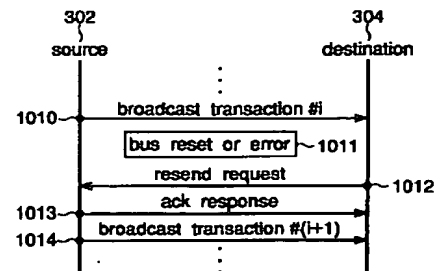 302 304
source destination
1010 broadcast transaction #i
bus reset or error 1011
resend request 1012
1013 ack response
1014 broadcast transaction #(i+1)